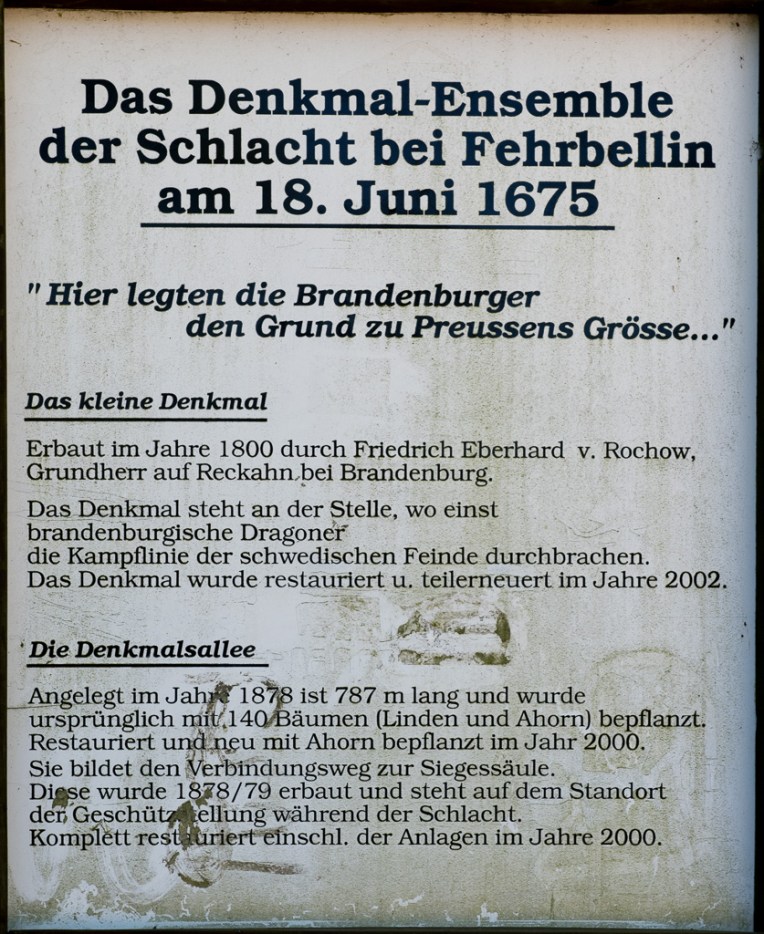 Das Denkmal-Ensemble
der Schlacht bei Fehrbellin
am 18. Juni 1675
"Hier legten die Brandenburger
den Grund zu Preussens Grösse..."
Das kleine Denkmal
Erbaut im Jahre 1800 durch Friedrich Eberhard v. Rochow,
Grundherr auf Reckahn bei Brandenburg.
Das Denkmal steht an der Stelle, wo einst
brandenburgische Dragoner
die Kampflinie der schwedischen Feinde durchbrachen.
Das Denkmal wurde restauriert u. teilerneuert im Jahre 2002.
Die Denkmalsallee
Angelegt im Jahre 1878 ist 787 m lang und wurde
ursprünglich mit 140 Bäumen (Linden und Ahorn) bepflanzt.
Restauriert und neu mit Ahorn bepflanzt im Jahr 2000.
Sie bildet den Verbindungsweg zur Siegessäule.
Diese wurde 1878/79 erbaut und steht auf dem Standort
der Geschützstellung während der Schlacht.
Komplett restauriert einschl. der Anlagen im Jahre 2000.